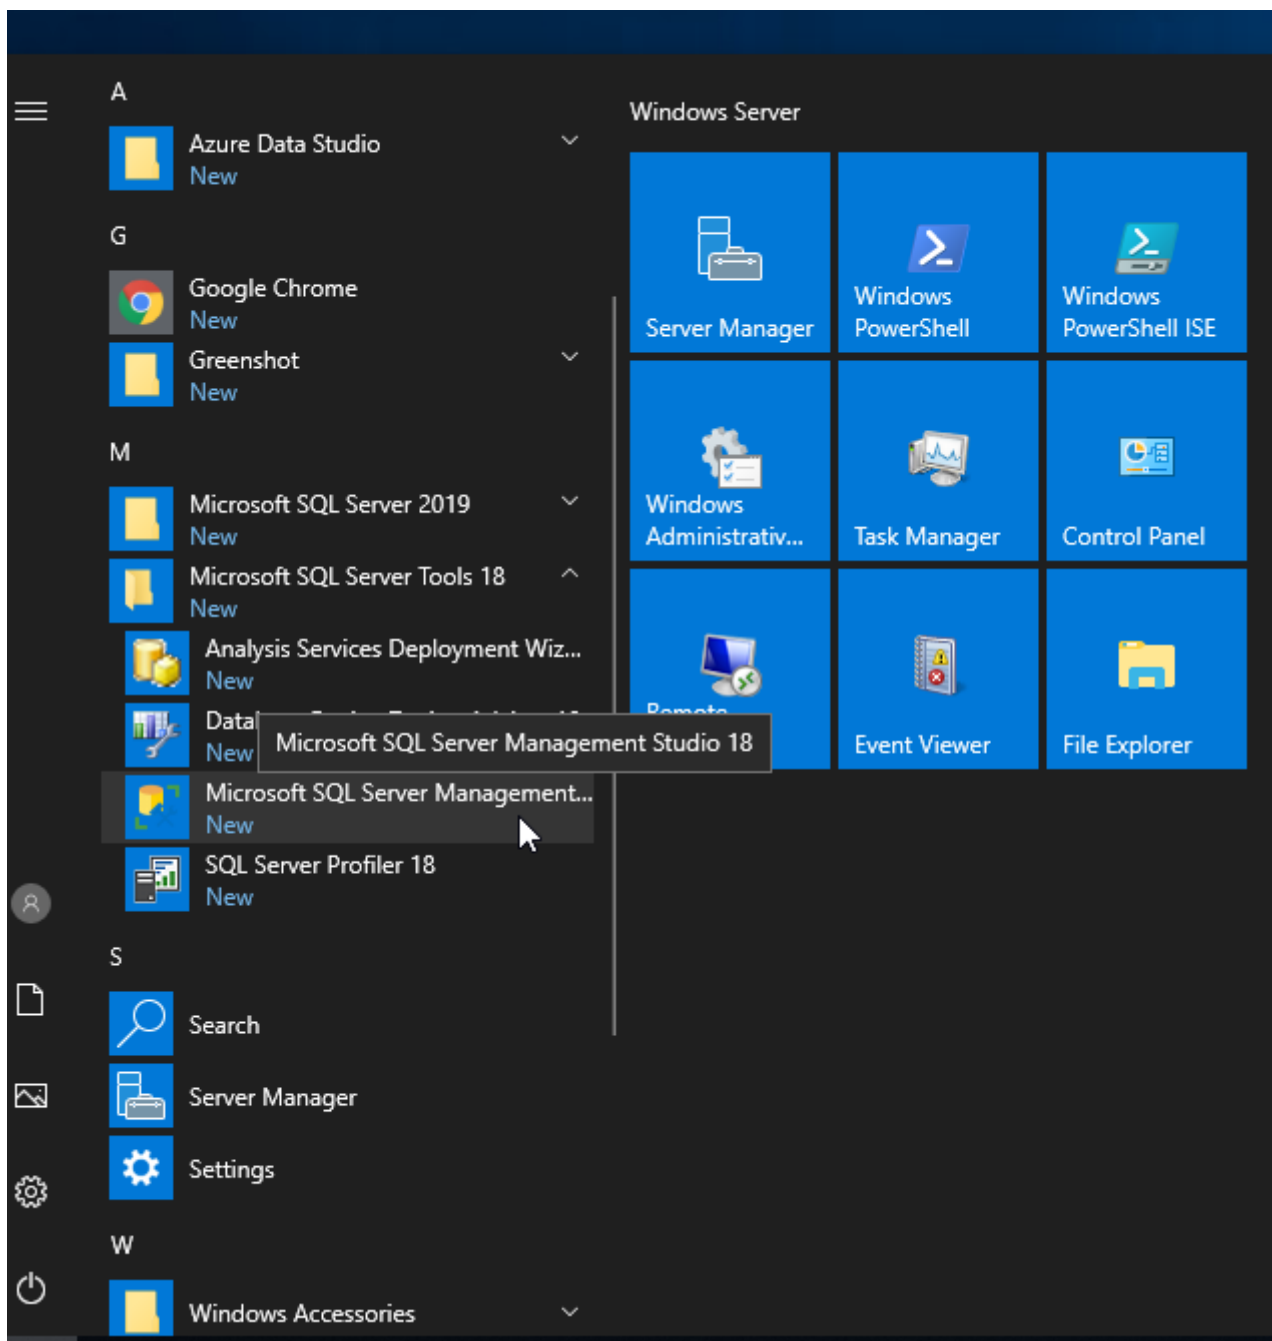 A
Azure Data Studio
New
G
Google Chrome
New
Greenshot
New
M
Microsoft SQL Server 2019
New
Microsoft SQL Server Tools 18
New
Analysis Services Deployment Wiz...
New
New
Microsoft SQL Server Management Studio 18
Microsoft SQL Server Management...
New
SQL Server Profiler 18
New
S
Search
Server Manager
Settings
W
Windows Accessories
Windows Server
Server Manager
Windows
PowerShell
Windows
PowerShell ISE
Windows
Administrativ...
Task Manager
Control Panel
Remote
Event Viewer
File Explorer